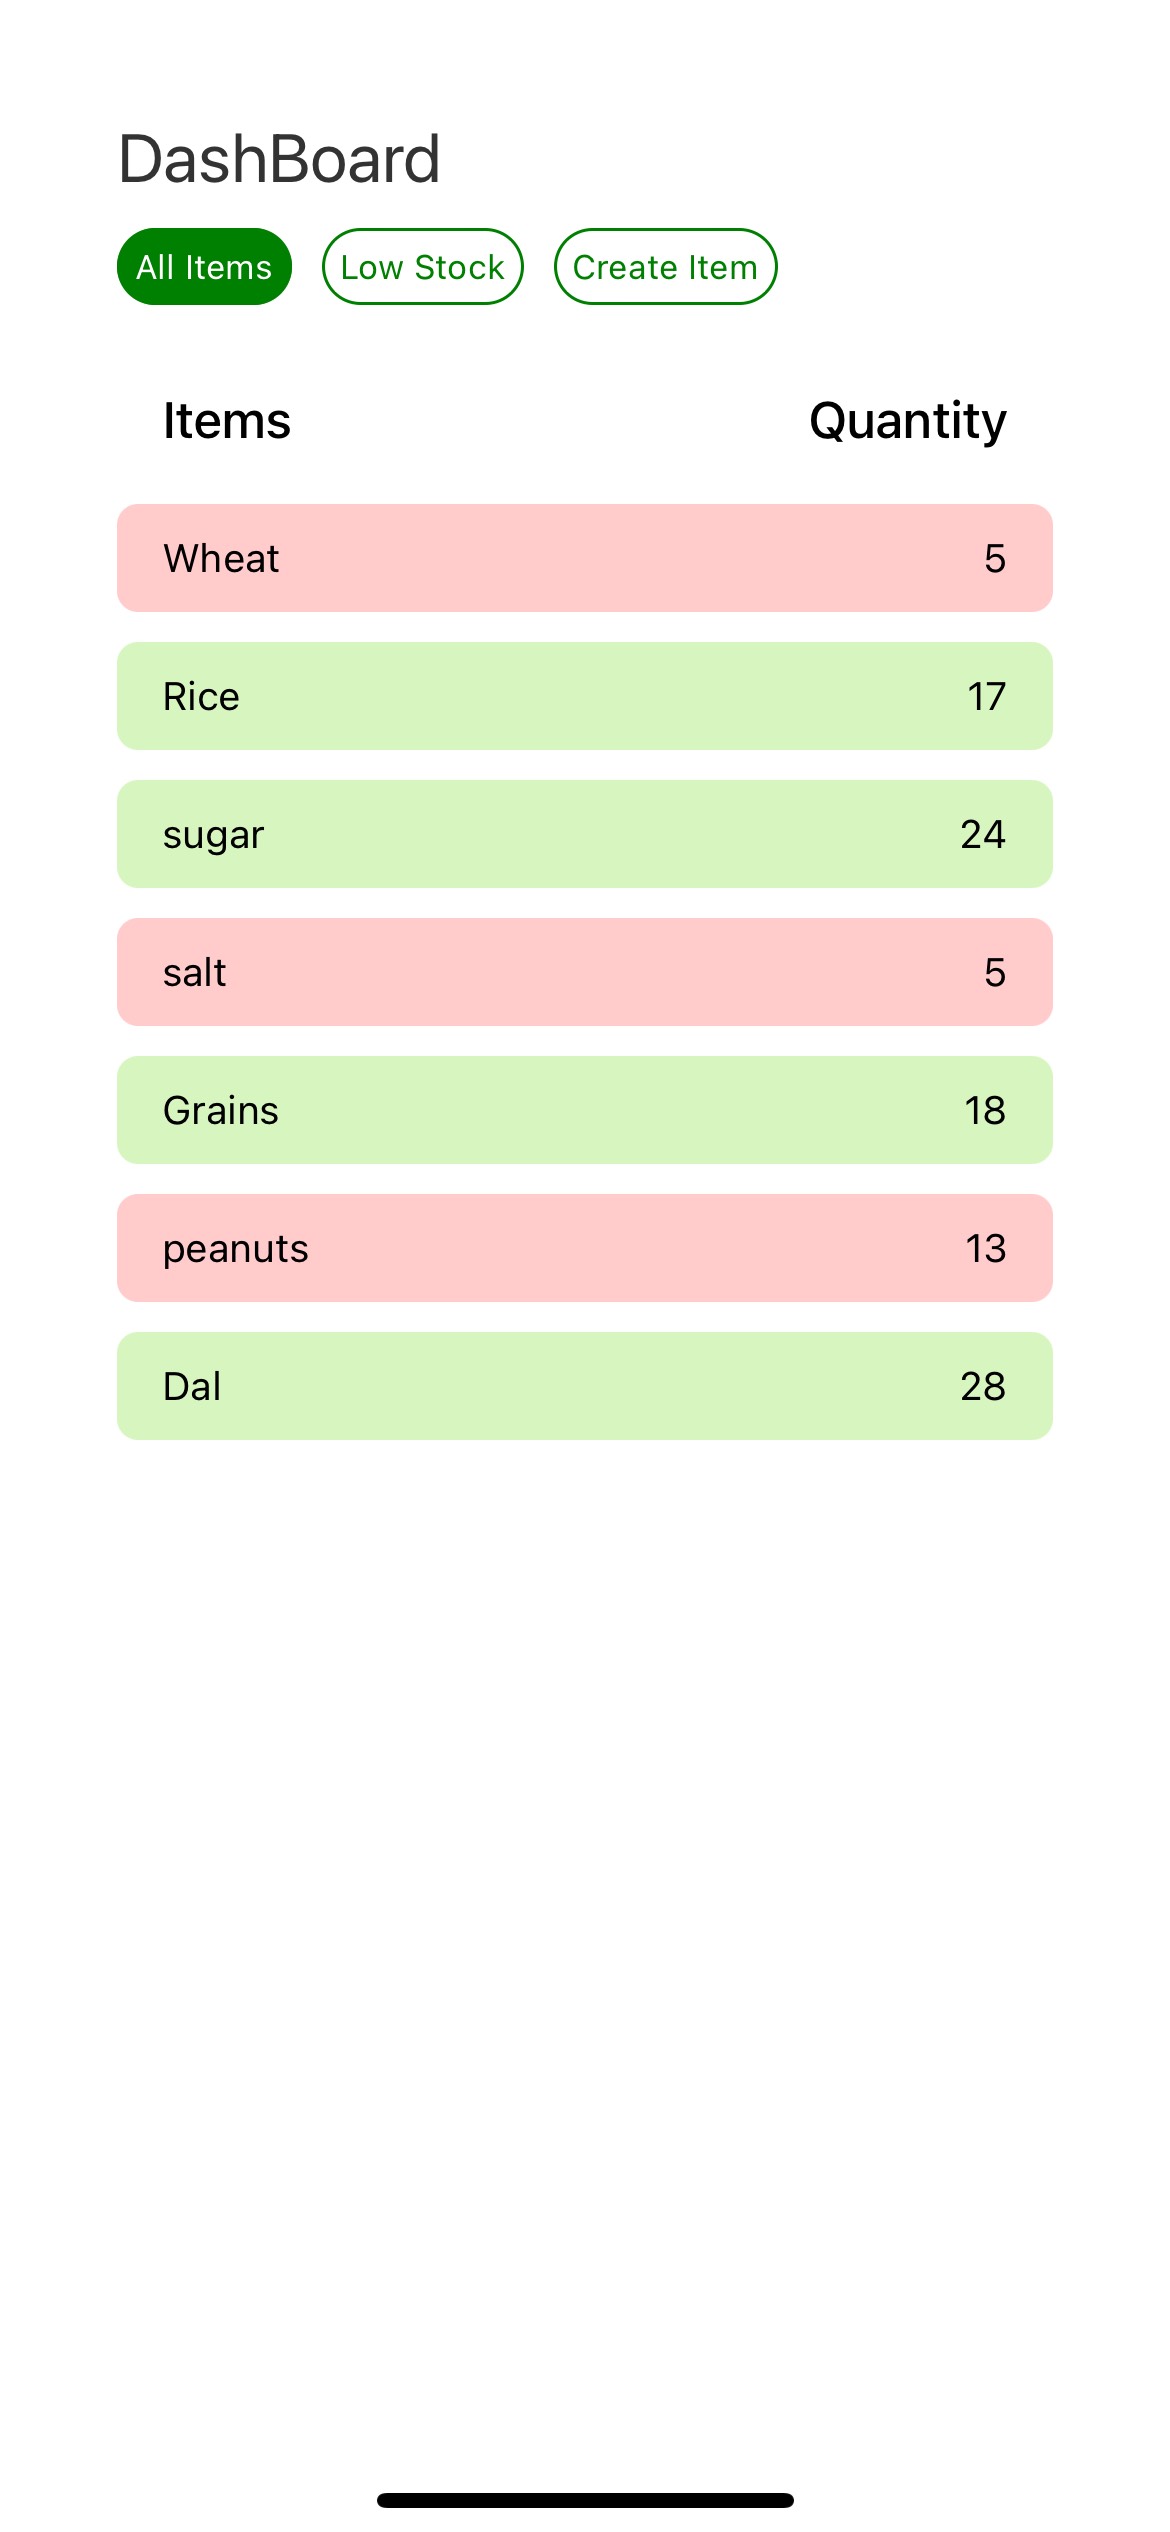 DashBoard
All Items Low Stock Create Item
Items Quantity
Wheat 5
Rice 17
sugar 24
salt 5
Grains 18
peanuts 13
Dal 28